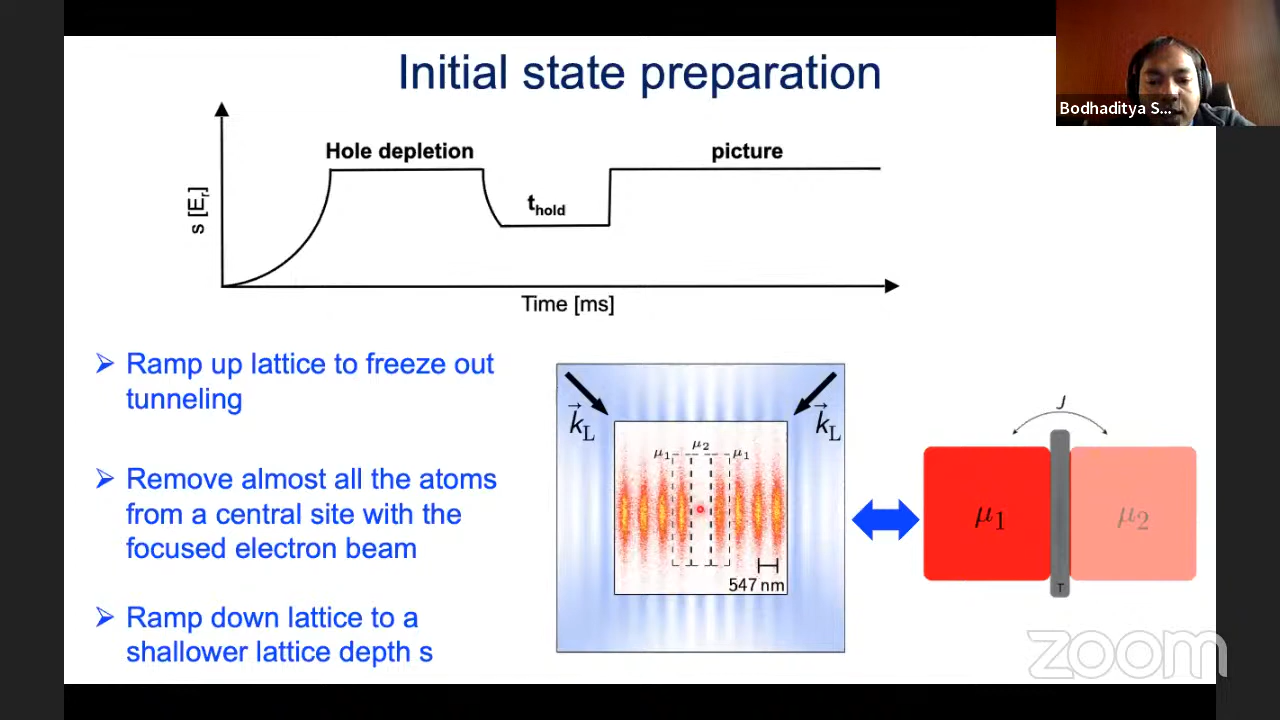 Initial state preparation
Bodhaditya S...
Hole depletion
picture
t_hold
s [E_r]
Time [ms]
➢ Ramp up lattice to freeze out
tunneling
➢ Remove almost all the atoms
from a central site with the
focused electron beam
➢ Ramp down lattice to a
shallower lattice depth s
k⃗_L
k⃗_L
μ₁
μ₂
μ₁
547 nm
J
μ₁
μ₂
T
zoom